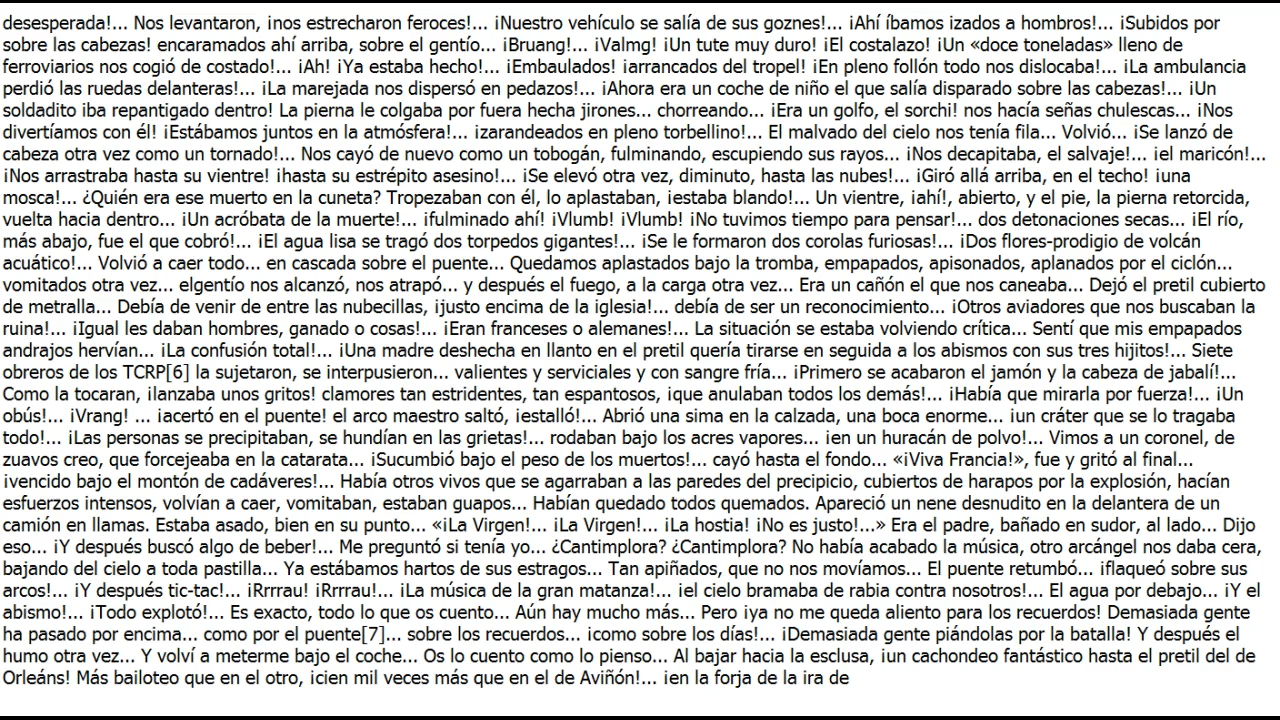 desesperada!... Nos levantaron, ¡nos estrecharon feroces!... ¡Nuestro vehículo se salía de sus goznes!... ¡Ahí íbamos izados a hombros!... ¡Subidos por
sobre las cabezas! encaramados ahí arriba, sobre el gentío... ¡Bruang!... ¡Valmg! ¡Un tute muy duro! ¡El costalazo! ¡Un «doce toneladas» lleno de
ferroviarios nos cogió de costado!... ¡Ah! ¡Ya estaba hecho!... ¡Embaulados! ¡arrancados del tropel! ¡En pleno follón todo nos dislocaba!... ¡La ambulancia
perdió las ruedas delanteras!... ¡La marejada nos dispersó en pedazos!... ¡Ahora era un coche de niño el que salía disparado sobre las cabezas!... ¡Un
soldadito iba repantigado dentro! La pierna le colgaba por fuera hecha jirones... chorreando... ¡Era un golfo, el sorchi! nos hacía señas chulescas... ¡Nos
divertíamos con él! ¡Estábamos juntos en la atmósfera!... ¡zarandeados en pleno torbellino!... El malvado del cielo nos tenía fila... Volvió... ¡Se lanzó de
cabeza otra vez como un tornado!... Nos cayó de nuevo como un tobogán, fulminando, escupiendo sus rayos... ¡Nos decapitaba, el salvaje!... ¡el maricón!...
¡Nos arrastraba hasta su vientre! ¡hasta su estrépito asesino!... ¡Se elevó otra vez, diminuto, hasta las nubes!... ¡Giró allá arriba, en el techo! ¡una
mosca!... ¿Quién era ese muerto en la cuneta? Tropezaban con él, lo aplastaban, ¡estaba blando!... Un vientre, ¡ahí!, abierto, y el pie, la pierna retorcida,
vuelta hacia dentro... ¡Un acróbata de la muerte!... ¡fulminado ahí! ¡Vlumb! ¡Vlumb! ¡No tuvimos tiempo para pensar!... dos detonaciones secas... ¡El río,
más abajo, fue el que cobró!... ¡El agua lisa se tragó dos torpedos gigantes!... ¡Se le formaron dos corolas furiosas!... ¡Dos flores-prodigio de volcán
acuático!... Volvió a caer todo... en cascada sobre el puente... Quedamos aplastados bajo la tromba, empapados, apisonados, aplanados por el ciclón...
vomitados otra vez... elgentío nos alcanzó, nos atrapó... y después el fuego, a la carga otra vez... Era un cañón el que nos caneaba... Dejó el pretil cubierto
de metralla... Debía de venir de entre las nubecillas, ¡justo encima de la iglesia!... debía de ser un reconocimiento... ¡Otros aviadores que nos buscaban la
ruina!... ¡Igual les daban hombres, ganado o cosas!... ¡Eran franceses o alemanes!... La situación se estaba volviendo crítica... Sentí que mis empapados
andrajos hervían... ¡La confusión total!... ¡Una madre deshecha en llanto en el pretil quería tirarse en seguida a los abismos con sus tres hijitos!... Siete
obreros de los TCRP[6] la sujetaron, se interpusieron... valientes y serviciales y con sangre fría... ¡Primero se acabaron el jamón y la cabeza de jabalí!...
Como la tocaran, ¡lanzaba unos gritos! clamores tan estridentes, tan espantosos, ¡que anulaban todos los demás!... ¡Había que mirarla por fuerza!... ¡Un
obús!... ¡Vrang! ... ¡acertó en el puente! el arco maestro saltó, ¡estalló!... Abrió una sima en la calzada, una boca enorme... ¡un cráter que se lo tragaba
todo!... ¡Las personas se precipitaban, se hundían en las grietas!... rodaban bajo los acres vapores... ¡en un huracán de polvo!... Vimos a un coronel, de
zuavos creo, que forcejeaba en la catarata... ¡Sucumbió bajo el peso de los muertos!... cayó hasta el fondo... «¡Viva Francia!», fue y gritó al final...
¡vencido bajo el montón de cadáveres!... Había otros vivos que se agarraban a las paredes del precipicio, cubiertos de harapos por la explosión, hacían
esfuerzos intensos, volvían a caer, vomitaban, estaban guapos... Habían quedado todos quemados. Apareció un nene desnudito en la delantera de un
camión en llamas. Estaba asado, bien en su punto... «¡La Virgen!... ¡La Virgen!... ¡La hostia! ¡No es justo!...» Era el padre, bañado en sudor, al lado... Dijo
eso... ¡Y después buscó algo de beber!... Me preguntó si tenía yo... ¿Cantimplora? ¿Cantimplora? No había acabado la música, otro arcángel nos daba cera,
bajando del cielo a toda pastilla... Ya estábamos hartos de sus estragos... Tan apiñados, que no nos movíamos... El puente retumbó... ¡flaqueó sobre sus
arcos!... ¡Y después tic-tac!... ¡Rrrrau! ¡Rrrrau!... ¡La música de la gran matanza!... ¡el cielo bramaba de rabia contra nosotros!... El agua por debajo... ¡Y el
abismo!... ¡Todo explotó!... Es exacto, todo lo que os cuento... Aún hay mucho más... Pero ¡ya no me queda aliento para los recuerdos! Demasiada gente
ha pasado por encima... como por el puente[7]... sobre los recuerdos... ¡como sobre los días!... ¡Demasiada gente piándolas por la batalla! Y después el
humo otra vez... Y volví a meterme bajo el coche... Os lo cuento como lo pienso... Al bajar hacia la esclusa, ¡un cachondeo fantástico hasta el pretil del de
Orleáns! Más bailoteo que en el otro, ¡cien mil veces más que en el de Aviñón!... ¡en la forja de la ira de